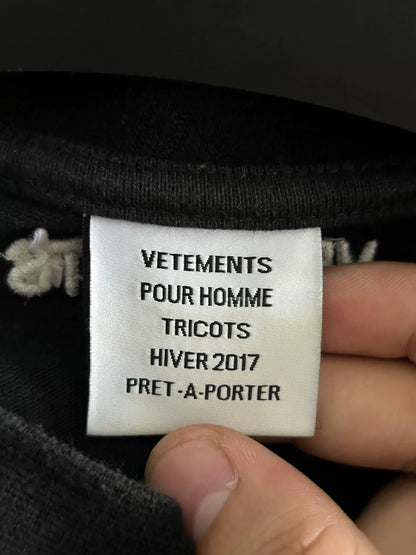 VETEMENTS
POUR HOMME
TRICOTS
HIVER 2017
PRET-A-PORTER